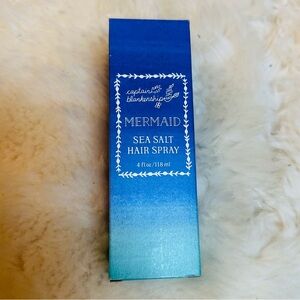 captain
blankenship
MERMAID
SEA SALT
HAIR SPRAY
4 fl oz/118 ml